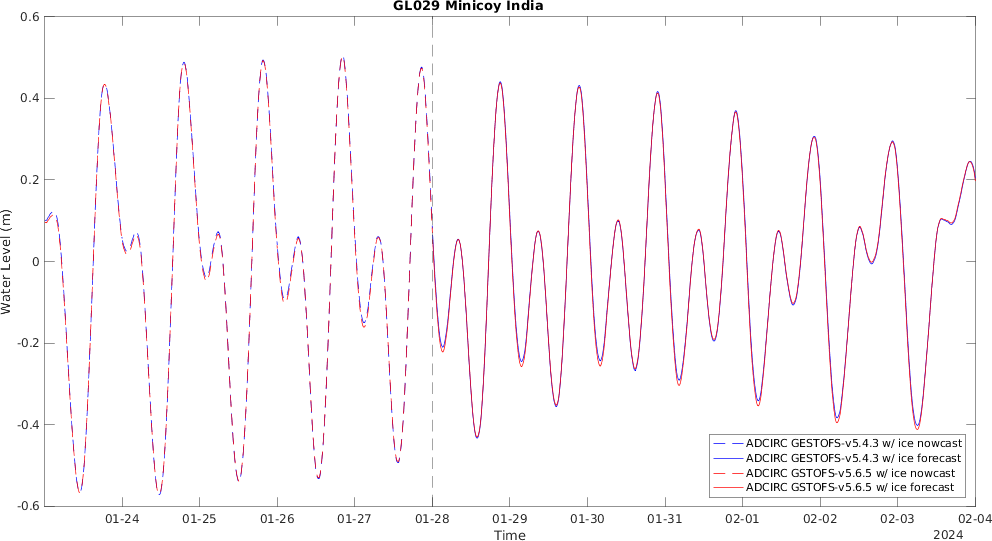 GL029 Minicoy India
0.6
0.4
0.2
0
-0.2
-0.4
-0.6
Water Level (m)
01-24 01-25 01-26 01-27 01-28 01-29 01-30 01-31 02-01 02-02 02-03 02-04
Time
2024
ADCIRC GESTOFS-v5.4.3 w/ ice nowcast
ADCIRC GESTOFS-v5.4.3 w/ ice forecast
ADCIRC GSTOFS-v5.6.5 w/ ice nowcast
ADCIRC GSTOFS-v5.6.5 w/ ice forecast